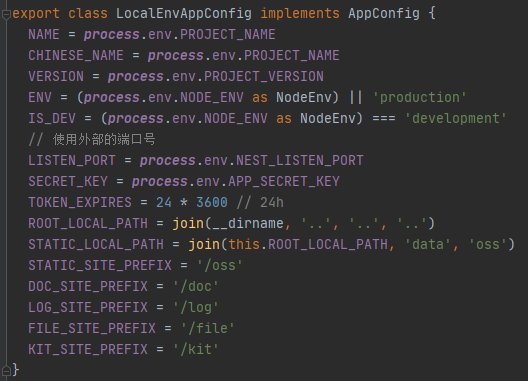 export class LocalEnvAppConfig implements AppConfig {
NAME = process.env.PROJECT_NAME
CHINESE_NAME = process.env.PROJECT_NAME
VERSION = process.env.PROJECT_VERSION
ENV = (process.env.NODE_ENV as NodeEnv) || 'production'
IS_DEV = (process.env.NODE_ENV as NodeEnv) === 'development'
// 使用外部的端口号
LISTEN_PORT = process.env.NEST_LISTEN_PORT
SECRET_KEY = process.env.APP_SECRET_KEY
TOKEN_EXPIRES = 24 * 3600 // 24h
ROOT_LOCAL_PATH = join(__dirname, '..', '..', '..')
STATIC_LOCAL_PATH = join(this.ROOT_LOCAL_PATH, 'data', 'oss')
STATIC_SITE_PREFIX = '/oss'
DOC_SITE_PREFIX = '/doc'
LOG_SITE_PREFIX = '/log'
FILE_SITE_PREFIX = '/file'
KIT_SITE_PREFIX = '/kit'
}